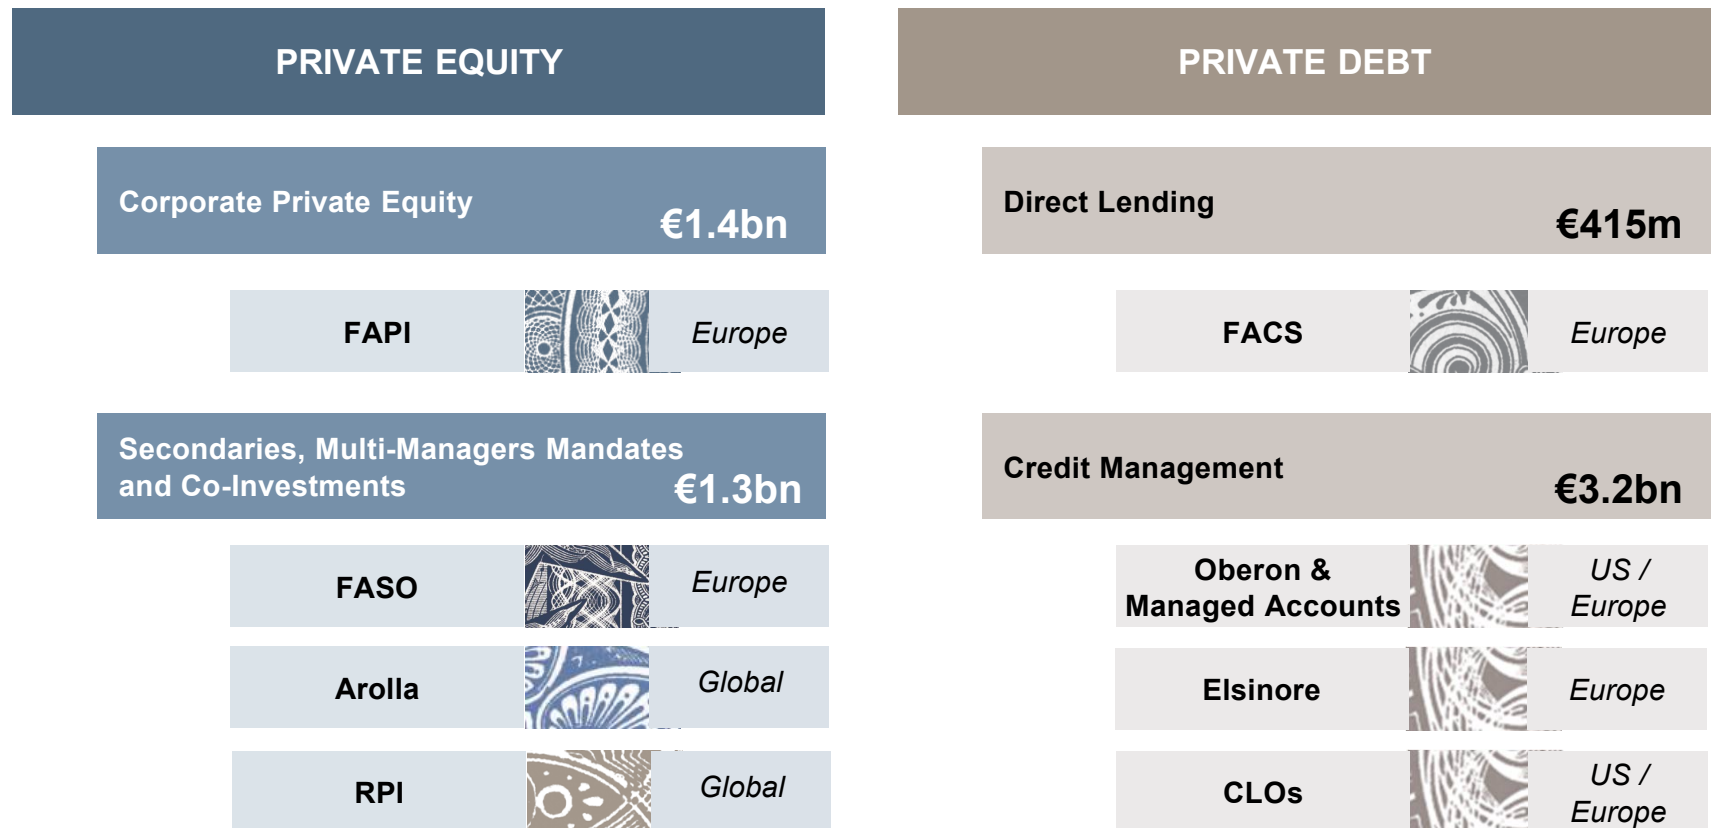 PRIVATE EQUITY
Corporate Private Equity
€1.4bn
FAPI
Europe
Secondaries, Multi-Managers Mandates
and Co-Investments
€1.3bn
FASO
Europe
Arolla
Global
RPI
Global
PRIVATE DEBT
Direct Lending
€415m
FACS
Europe
Credit Management
€3.2bn
Oberon &
Managed Accounts
US /
Europe
Elsinore
Europe
CLOs
US /
Europe